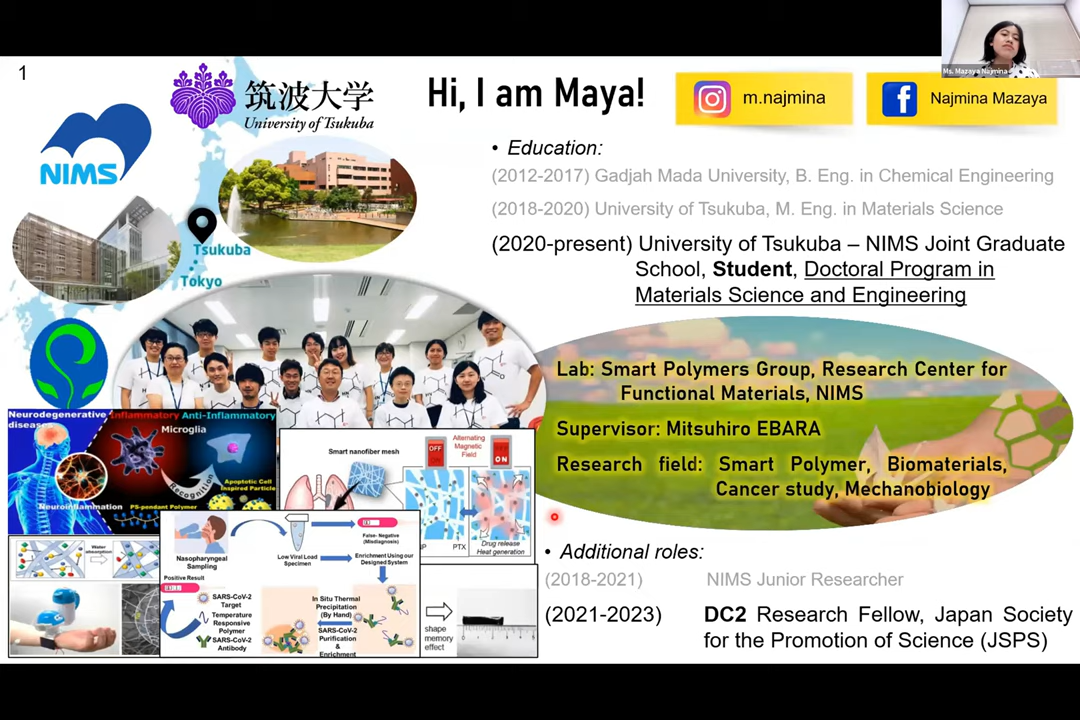 1
筑波大学
University of Tsukuba
NIMS
Tsukuba
Tokyo
Hi, I am Maya!
m.najmina
Najmina Mazaya
Ms. Mazaya Najmina
• Education:
(2012-2017) Gadjah Mada University, B. Eng. in Chemical Engineering
(2018-2020) University of Tsukuba, M. Eng. in Materials Science
(2020-present) University of Tsukuba – NIMS Joint Graduate
School, Student, Doctoral Program in
Materials Science and Engineering
Lab: Smart Polymers Group, Research Center for
Functional Materials, NIMS
Supervisor: Mitsuhiro EBARA
Research field: Smart Polymer, Biomaterials,
Cancer study, Mechanobiology
• Additional roles:
(2018-2021) NIMS Junior Researcher
(2021-2023) DC2 Research Fellow, Japan Society
for the Promotion of Science (JSPS)
Neurodegenerative
diseases
Inflammatory Anti-Inflammatory
Microglia
Recognition
Apoptotic Cell
Inspired Particle
Neuroinflammation
PS-pendant Polymer
Smart nanofiber mesh
OFF
Alternating
Magnetic
Field
ON
PTX
Drug release
Heat generation
Nasopharyngeal
Sampling
Low Viral Load
Specimen
False- Negative
(Misdiagnosis)
Enrichment Using our
Designed System
Positive Result
SARS-CoV-2
Target
Temperature
Responsive
Polymer
SARS-CoV-2
Antibody
In Situ Thermal
Precipitation
(By Hand)
SARS-CoV-2
Purification
&
Enrichment
Water
absorption
shape
memory
effect